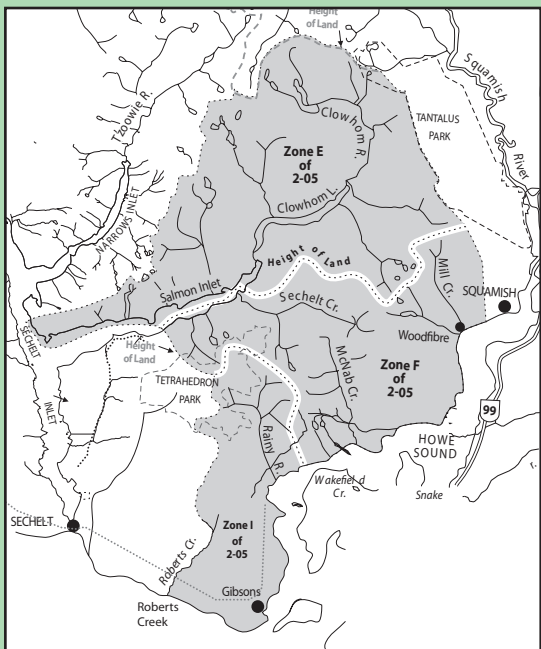 Height
of Land
Squamish
River
TANTALUS
PARK
Tzoowie R.
Clowhom R.
Zone E
of
2-05
Clowhom L.
NARROWS INLET
Height of Land
Mill Cr.
Salmon Inlet
Sechelt Cr.
SQUAMISH
SECHELT
INLET
Woodfibre
Height
of Land
Zone F
of
2-05
McNab Cr.
TETRAHEDRON
PARK
99
HOWE
SOUND
Rainy R.
Wakefield
Cr.
Snake
r.
SECHELT
Zone I
of
2-05
Roberts Cr.
Gibsons
Roberts
Creek